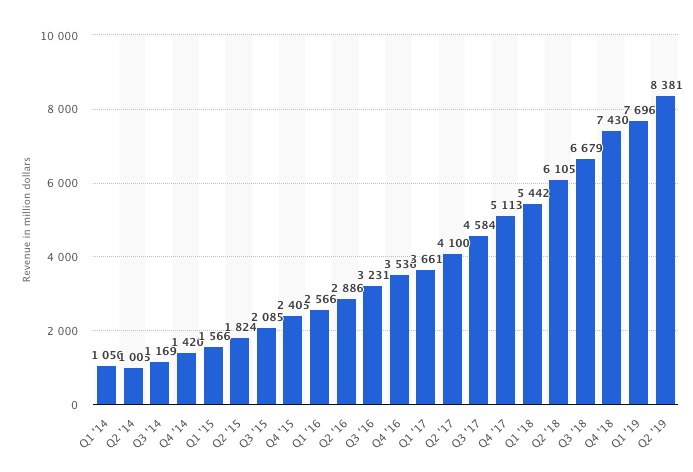 10 000
8 000
6 000
4 000
2 000
0
Revenue in million dollars
1 056
1 005
1 169
1 420
1 566
1 824
2 085
2 405
2 566
2 886
3 231
3 536
3 661
4 100
4 584
5 113
5 442
6 105
6 679
7 430
7 696
8 381
Q1 '14
Q2 '14
Q3 '14
Q4 '14
Q1 '15
Q2 '15
Q3 '15
Q4 '15
Q1 '16
Q2 '16
Q3 '16
Q4 '16
Q1 '17
Q2 '17
Q3 '17
Q4 '17
Q1 '18
Q2 '18
Q3 '18
Q4 '18
Q1 '19
Q2 '19